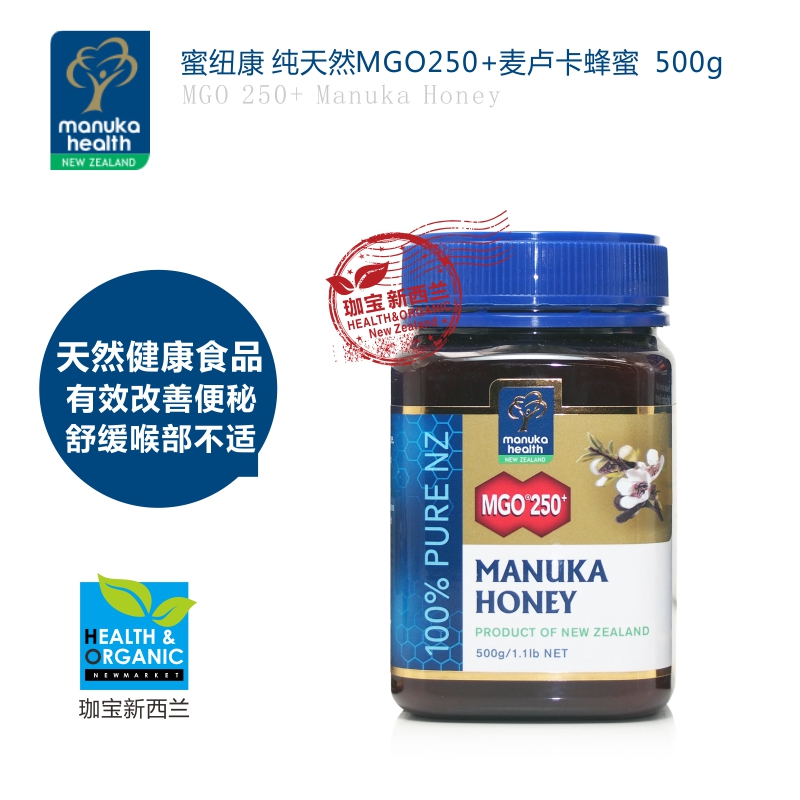 manuka
health
NEW ZEALAND
蜜纽康 纯天然MGO250+麦卢卡蜂蜜 500g
MGO 250+ Manuka Honey
珈宝新西兰
HEALTH&ORGANIC
New Zealand
天然健康食品
有效改善便秘
舒缓喉部不适
100% PURE NZ
manuka
health
NEW ZEALAND
MGO®250+
MANUKA
HONEY
PRODUCT OF NEW ZEALAND
500g/1.1lb NET
HEALTH &
ORGANIC
NEWMARKET
珈宝新西兰